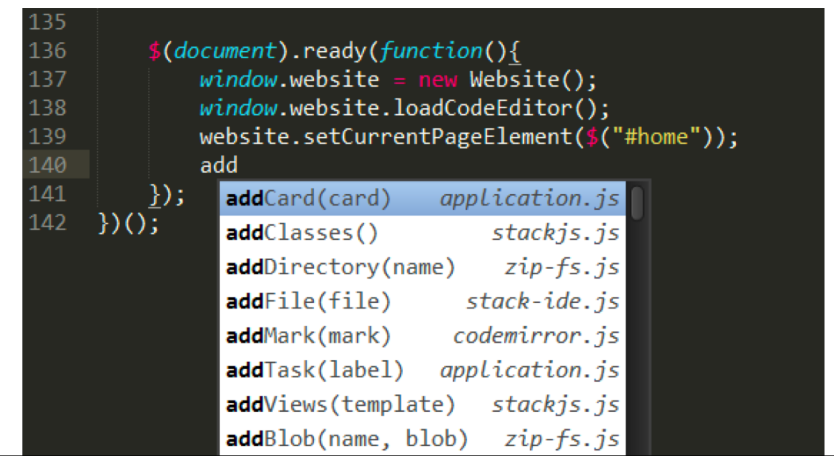 135
136 $(document).ready(function(){
137 window.website = new Website();
138 window.website.loadCodeEditor();
139 website.setCurrentPageElement($("#home"));
140 add
141 });
142 })();
addCard(card) application.js
addClasses() stackjs.js
addDirectory(name) zip-fs.js
addFile(file) stack-ide.js
addMark(mark) codemirror.js
addTask(label) application.js
addViews(template) stackjs.js
addBlob(name, blob) zip-fs.js